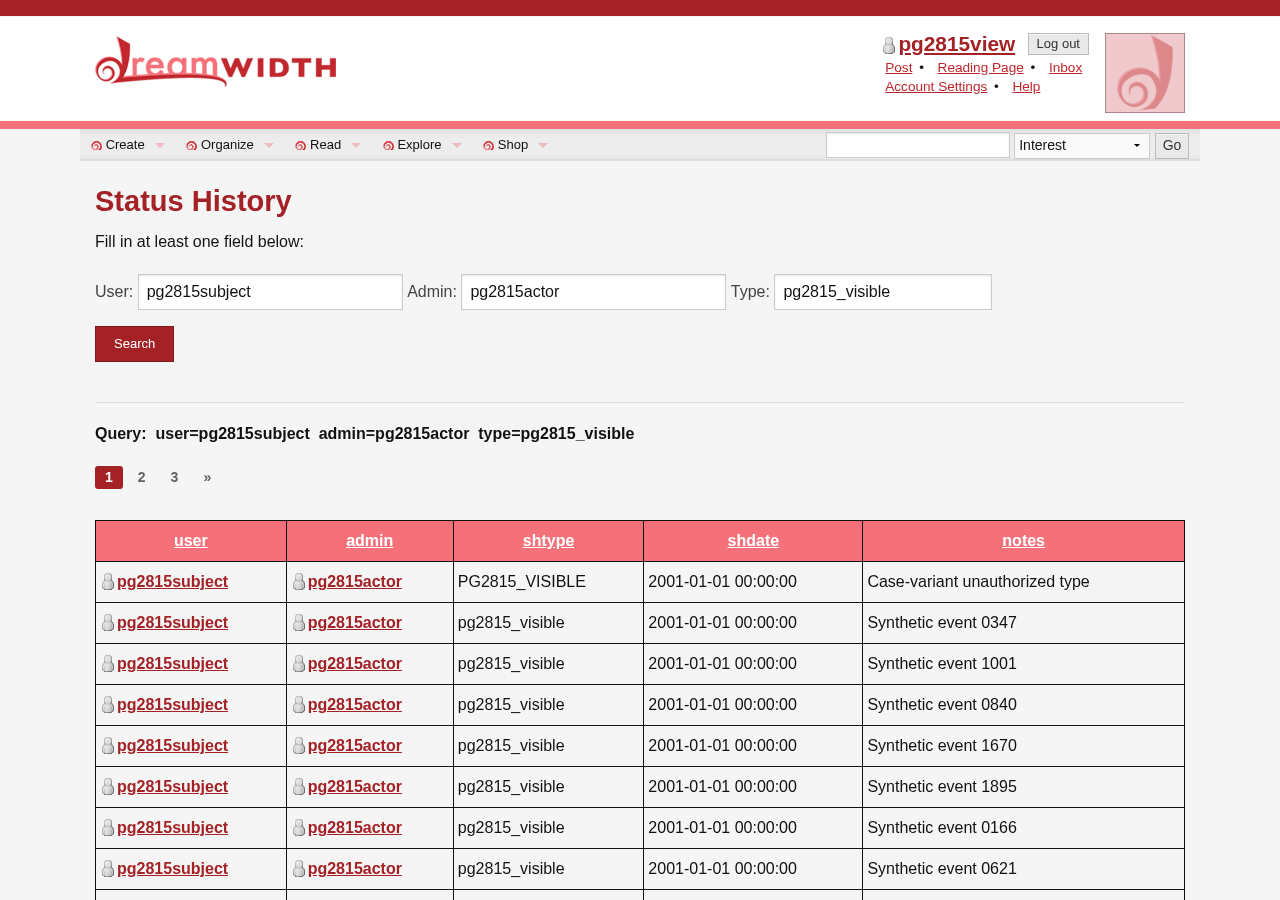 dreamWIDTH
pg2815view Log out
Post • Reading Page • Inbox
Account Settings • Help
Create Organize Read Explore Shop Interest Go
Status History
Fill in at least one field below:
User: pg2815subject Admin: pg2815actor Type: pg2815_visible
Search
Query: user=pg2815subject admin=pg2815actor type=pg2815_visible
1 2 3 »
user admin shtype shdate notes
pg2815subject pg2815actor PG2815_VISIBLE 2001-01-01 00:00:00 Case-variant unauthorized type
pg2815subject pg2815actor pg2815_visible 2001-01-01 00:00:00 Synthetic event 0347
pg2815subject pg2815actor pg2815_visible 2001-01-01 00:00:00 Synthetic event 1001
pg2815subject pg2815actor pg2815_visible 2001-01-01 00:00:00 Synthetic event 0840
pg2815subject pg2815actor pg2815_visible 2001-01-01 00:00:00 Synthetic event 1670
pg2815subject pg2815actor pg2815_visible 2001-01-01 00:00:00 Synthetic event 1895
pg2815subject pg2815actor pg2815_visible 2001-01-01 00:00:00 Synthetic event 0166
pg2815subject pg2815actor pg2815_visible 2001-01-01 00:00:00 Synthetic event 0621